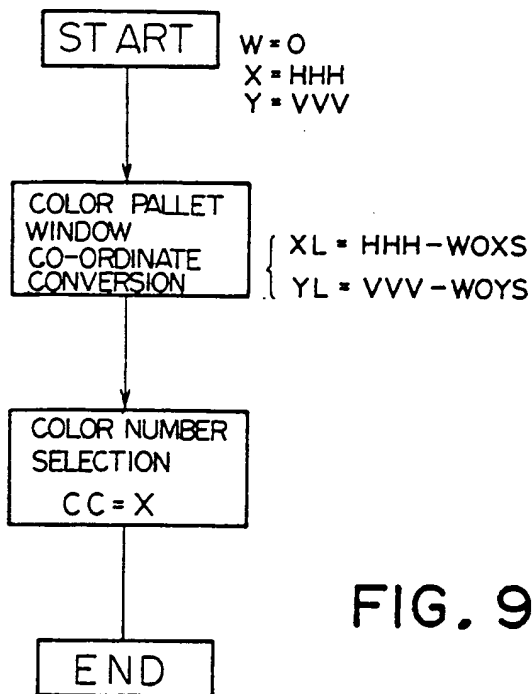 START
W = 0
X = HHH
Y = VVV
COLOR PALLET
WINDOW
CO-ORDINATE
CONVERSION
XL = HHH-WOXS
YL = VVV-WOYS
COLOR NUMBER
SELECTION
CC = X
END
FIG. 9